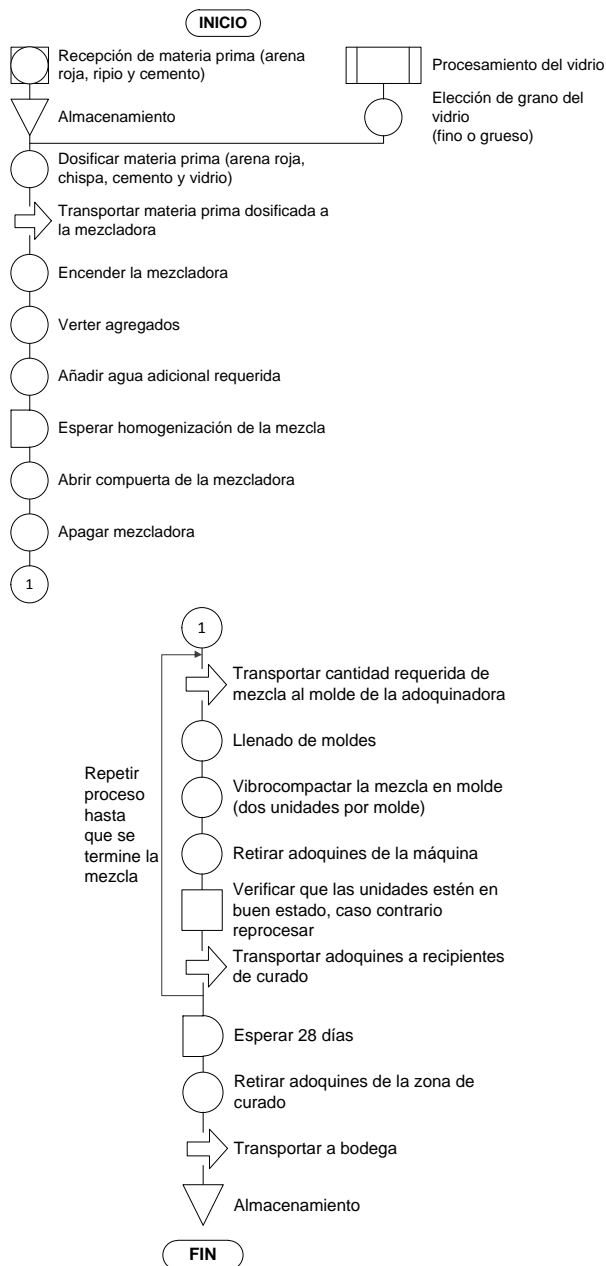 INICIO
Recepción de materia prima (arena
roja, ripio y cemento)
Procesamiento del vidrio
Almacenamiento
Elección de grano del
vidrio
(fino o grueso)
Dosificar materia prima (arena roja,
chispa, cemento y vidrio)
Transportar materia prima dosificada a
la mezcladora
Encender la mezcladora
Verter agregados
Añadir agua adicional requerida
Esperar homogenización de la mezcla
Abrir compuerta de la mezcladora
Apagar mezcladora
1
1
Transportar cantidad requerida de
mezcla al molde de la adoquinadora
Llenado de moldes
Repetir
proceso
hasta
que se
termine la
mezcla
Vibrocompactar la mezcla en molde
(dos unidades por molde)
Retirar adoquines de la máquina
Verificar que las unidades estén en
buen estado, caso contrario
reprocesar
Transportar adoquines a recipientes
de curado
Esperar 28 días
Retirar adoquines de la zona de
curado
Transportar a bodega
Almacenamiento
FIN